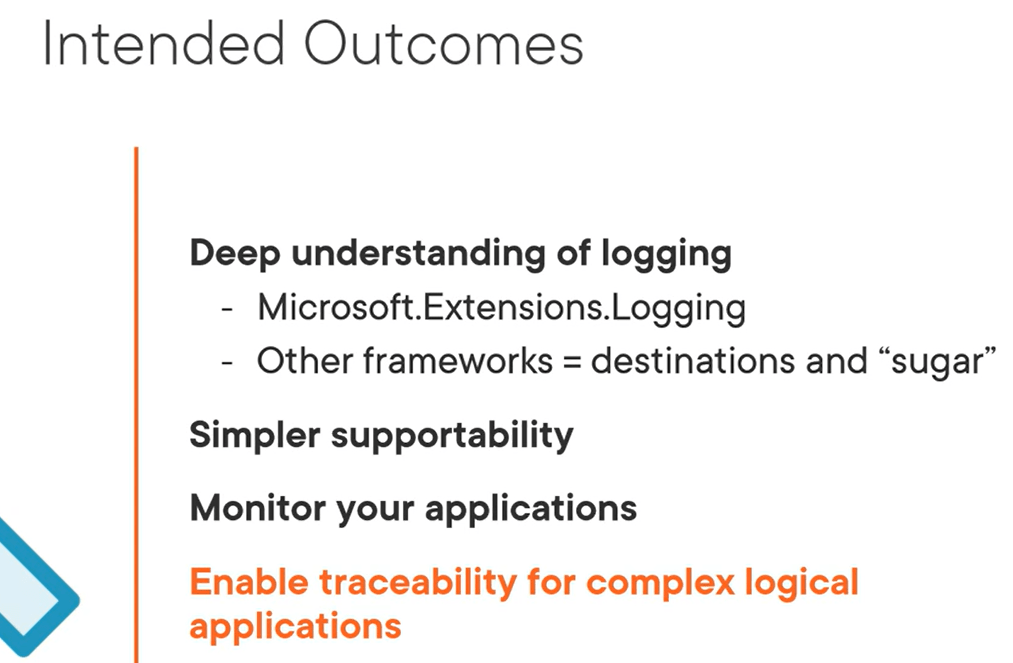 Intended Outcomes
Deep understanding of logging
- Microsoft.Extensions.Logging
- Other frameworks = destinations and “sugar”
Simpler supportability
Monitor your applications
Enable traceability for complex logical
applications